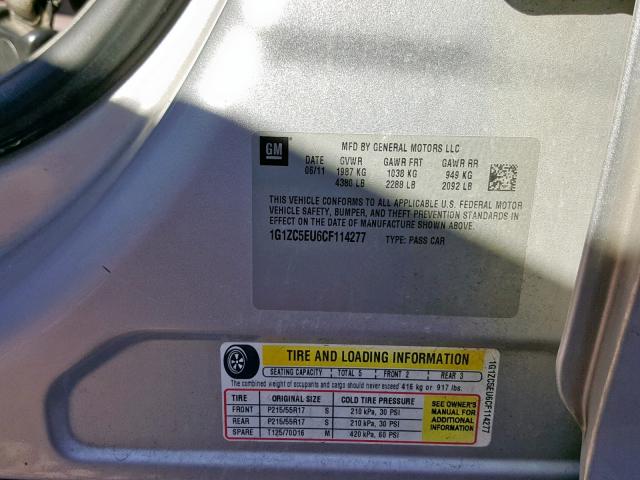 GM
MFD BY GENERAL MOTORS LLC
DATE GVWR GAWR FRT GAWR RR
06/11 1987 KG 1038 KG 949 KG
4380 LB 2288 LB 2092 LB
THIS VEHICLE CONFORMS TO ALL APPLICABLE U.S. FEDERAL MOTOR
VEHICLE SAFETY, BUMPER, AND THEFT PREVENTION STANDARDS IN
EFFECT ON THE DATE OF MANUFACTURE SHOWN ABOVE.
1G1ZC5EU6CF114277 TYPE: PASS CAR
TIRE AND LOADING INFORMATION
SEATING CAPACITY TOTAL 5 FRONT 2 REAR 3
The combined weight of occupants and cargo should never exceed 416 kg or 917 lbs.
TIRE ORIGINAL SIZE COLD TIRE PRESSURE
FRONT P215/55R17 S 210 kPa, 30 PSI
REAR P215/55R17 S 210 kPa, 30 PSI
SPARE T125/70D16 M 420 kPa, 60 PSI
SEE OWNER'S
MANUAL FOR
ADDITIONAL
INFORMATION
1G1ZC5EU6CF114277